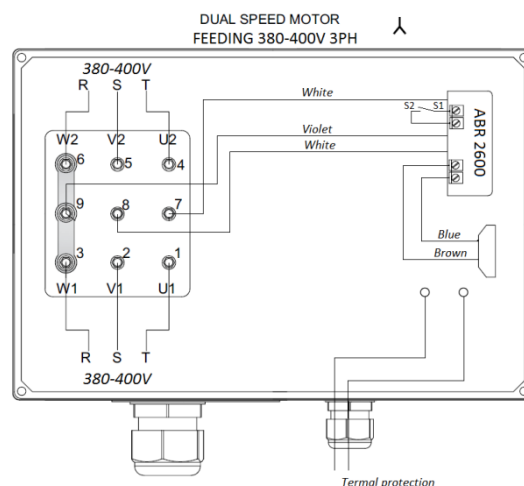 DUAL SPEED MOTOR
FEEDING 380-400V 3PH
380-400V
R S T
W2 V2 U2
6 5 4
9 8 7
3 2 1
W1 V1 U1
R S T
380-400V
White
Violet
White
S2 S1
ABR 2600
Blue
Brown
Termal protection